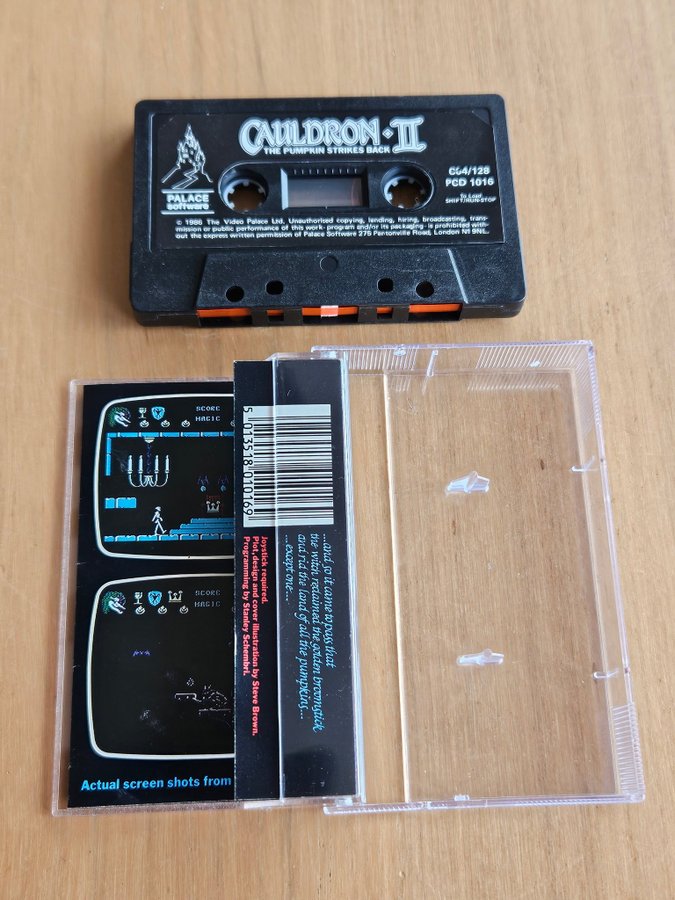 CAULDRON·II
THE PUMPKIN STRIKES BACK
C64/128
PCD 1016
To Load
SHIFT/RUN-STOP
PALACE
software
© 1986 The Video Palace Ltd. Unauthorised copying, lending, hiring, broadcasting, trans-
mission or public performance of this work- program and/or its packaging is prohibited with-
out the express written permission of Palace Software 275 Pentonville Road, London N1 9NL.
SCORE
MAGIC
SCORE
MAGIC
Actual screen shots from
5 013518 010169
...and so it came to pass that
the witch reclaimed the golden broomstick
and rid the land of all the pumpkins...
...except one...
Joystick required.
Plot, design and cover illustration by Steve Brown.
Programming by Stanley Schembri.